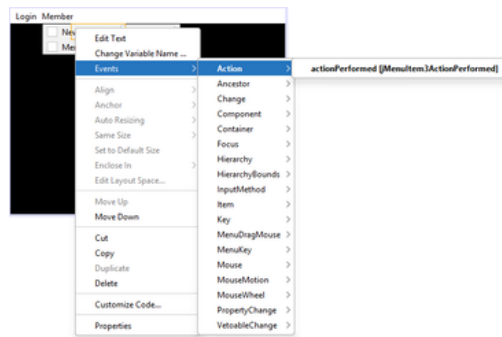 Login Member
New
Me
Edit Text
Change Variable Name ...
Events
Align
Anchor
Auto Resizing
Same Size
Set to Default Size
Enclose In
Edit Layout Space...
Move Up
Move Down
Cut
Copy
Duplicate
Delete
Customize Code...
Properties
Action
Ancestor
Change
Component
Container
Focus
Hierarchy
HierarchyBounds
InputMethod
Item
Key
MenuDragMouse
MenuKey
Mouse
MouseMotion
MouseWheel
PropertyChange
VetoableChange
actionPerformed [jMenuItem3ActionPerformed]